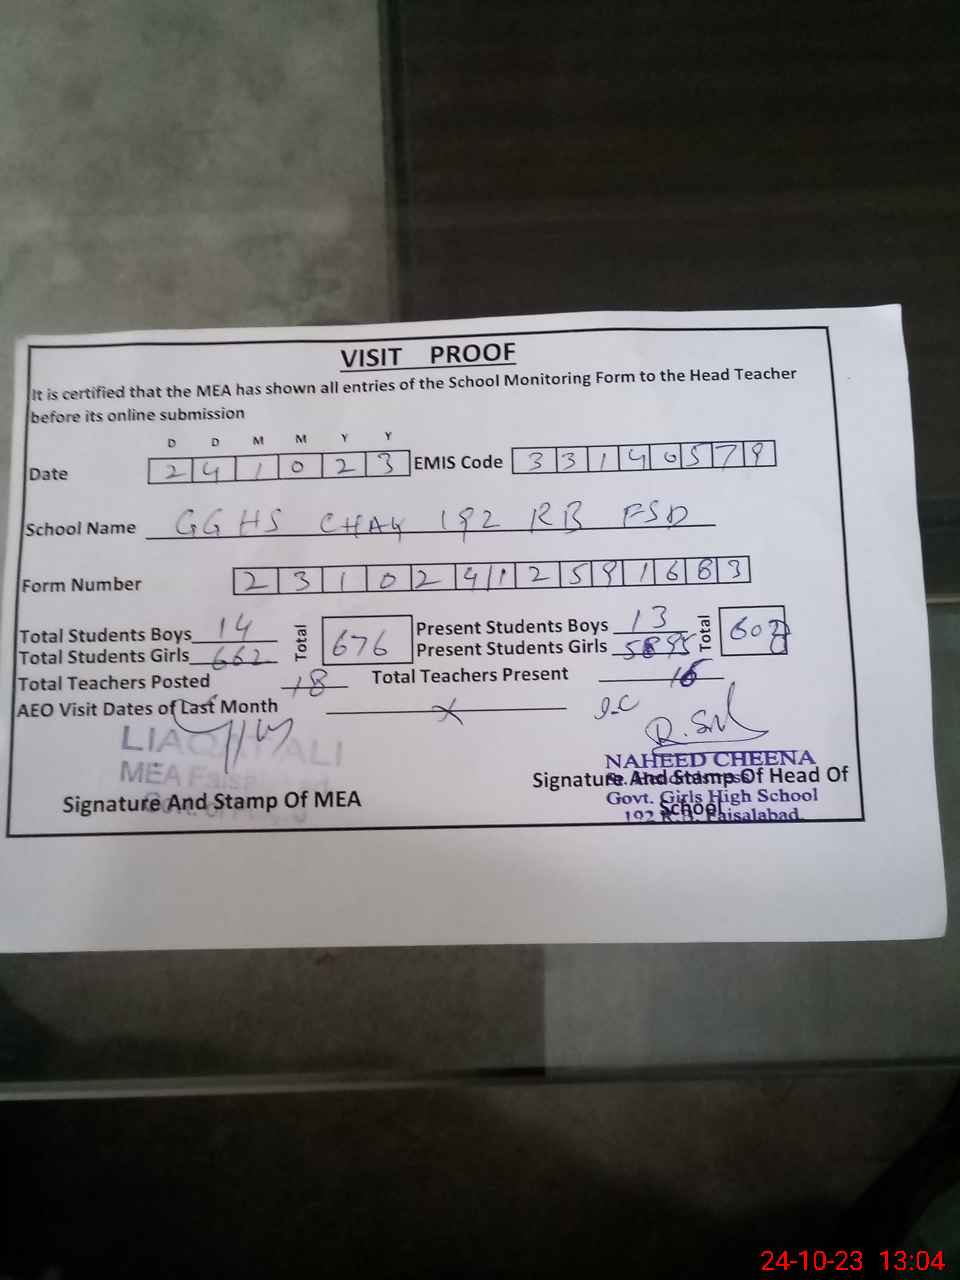 VISIT PROOF
It is certified that the MEA has shown all entries of the School Monitoring Form to the Head Teacher
before its online submission
D D M M Y Y
Date 2 4 1 0 2 3 EMIS Code 3 3 1 4 0 5 7 9
School Name GGHS CHAK 192 RB FSD
Form Number 2 3 1 0 2 4 1 2 5 9 1 6 8 3
Total Students Boys 14 Total 676 Present Students Boys 13 Total
Total Students Girls 662 Present Students Girls
Total Teachers Posted 18 Total Teachers Present 16
AEO Visit Dates of Last Month x
LIAQAT ALI
MEA
NAHEED CHEENA
Signature And Stamp Of Head Of
Signature And Stamp Of MEA
Govt. Girls High School
School
192 R.B. Faisalabad.
24-10-23 13:04